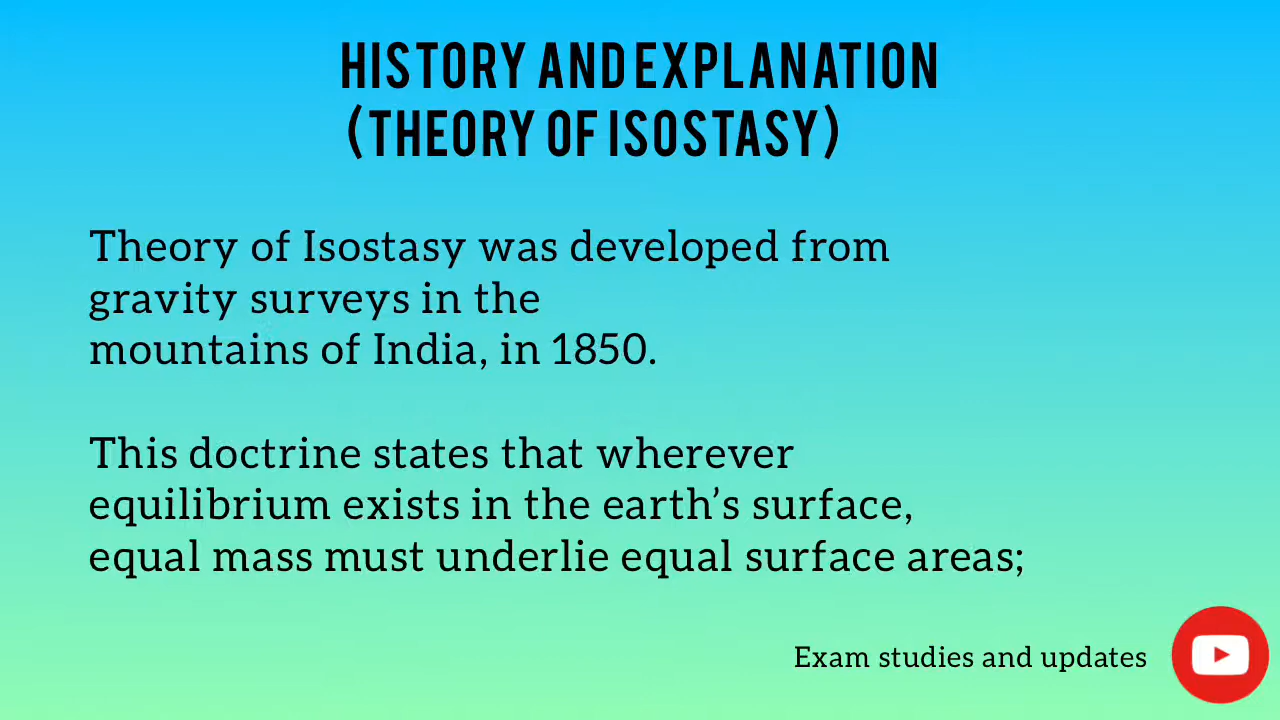 HISTORY AND EXPLANATION
(THEORY OF ISOSTASY)
Theory of Isostasy was developed from
gravity surveys in the
mountains of India, in 1850.
This doctrine states that wherever
equilibrium exists in the earth’s surface,
equal mass must underlie equal surface areas;
Exam studies and updates